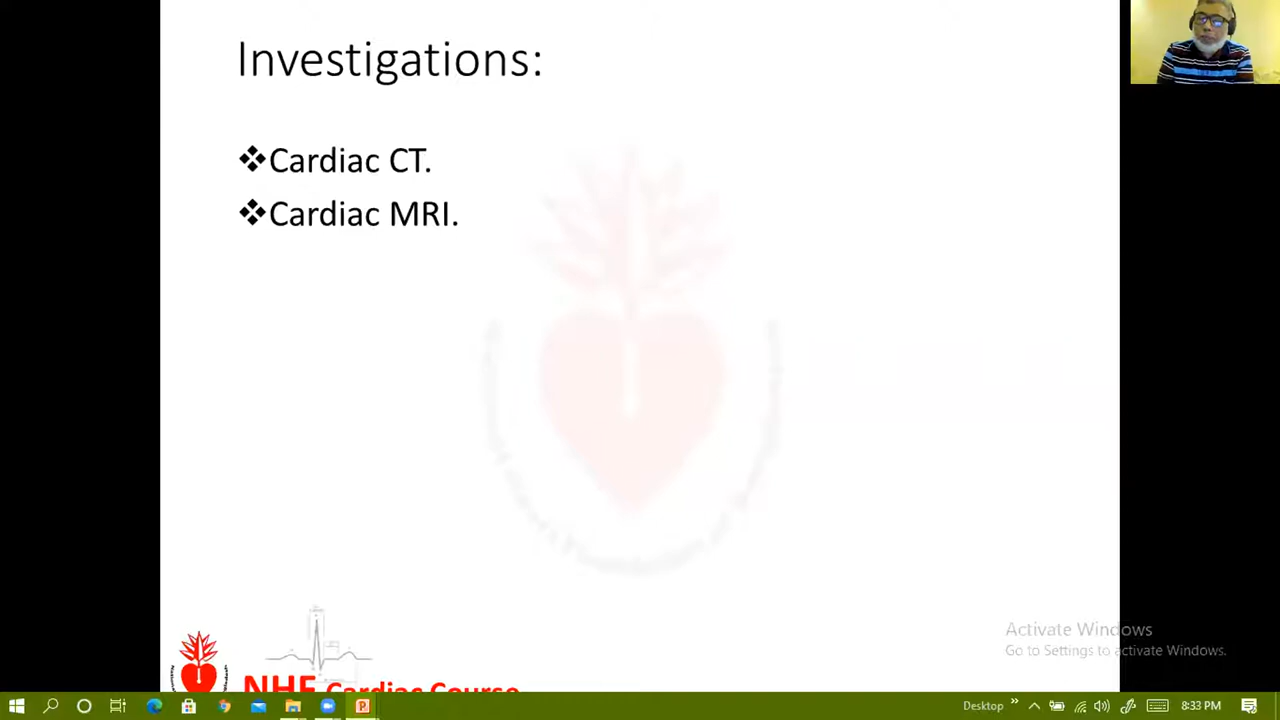 Investigations:
❖Cardiac CT.
❖Cardiac MRI.
Activate Windows
Go to Settings to activate Windows.
NHF Cardiac Course
Desktop
8:33 PM